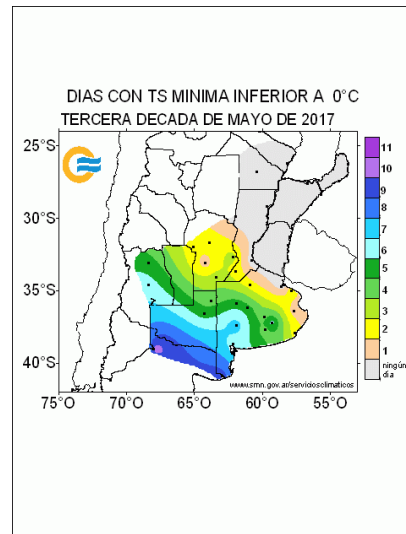 DIAS CON TS MINIMA INFERIOR A 0°C
TERCERA DECADA DE MAYO DE 2017
25°S
30°S
35°S
40°S
75°O 70°O 65°O 60°O 55°O
11
10
9
8
7
6
5
4
3
2
1
ningún
dia
www.smn.gov.ar/serviciosclimaticos